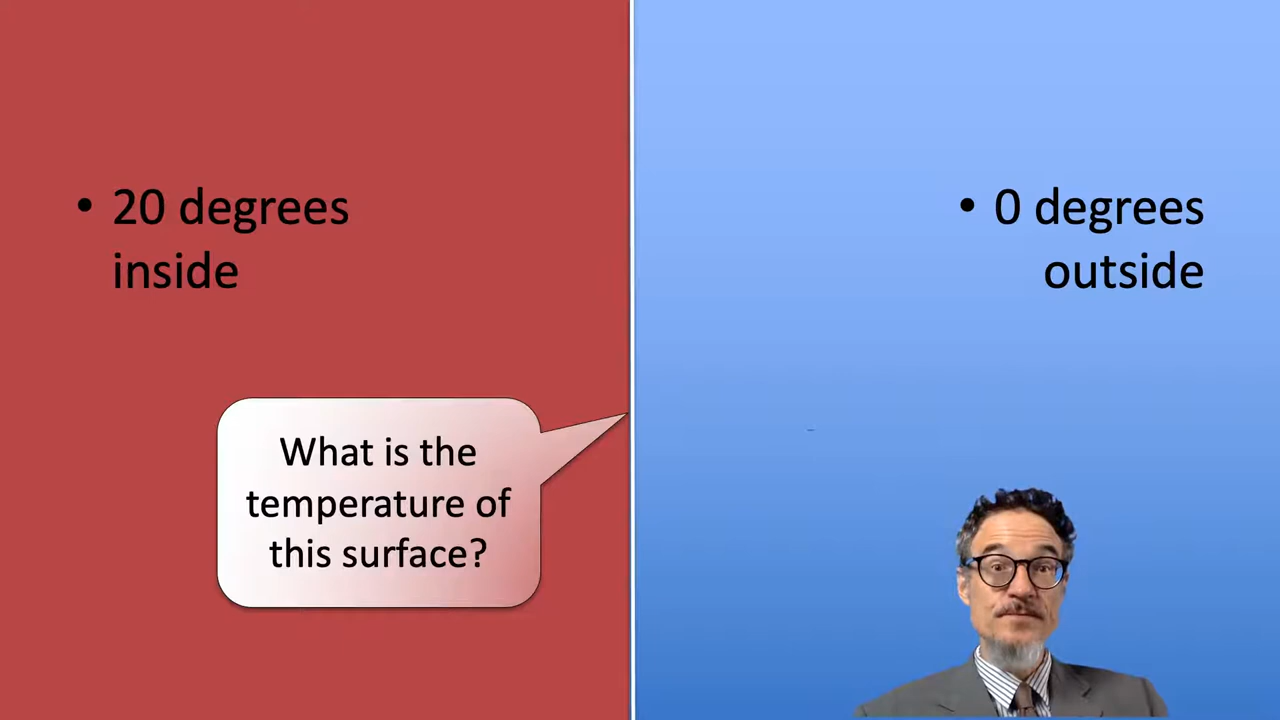 • 20 degrees
inside
• 0 degrees
outside
What is the
temperature of
this surface?